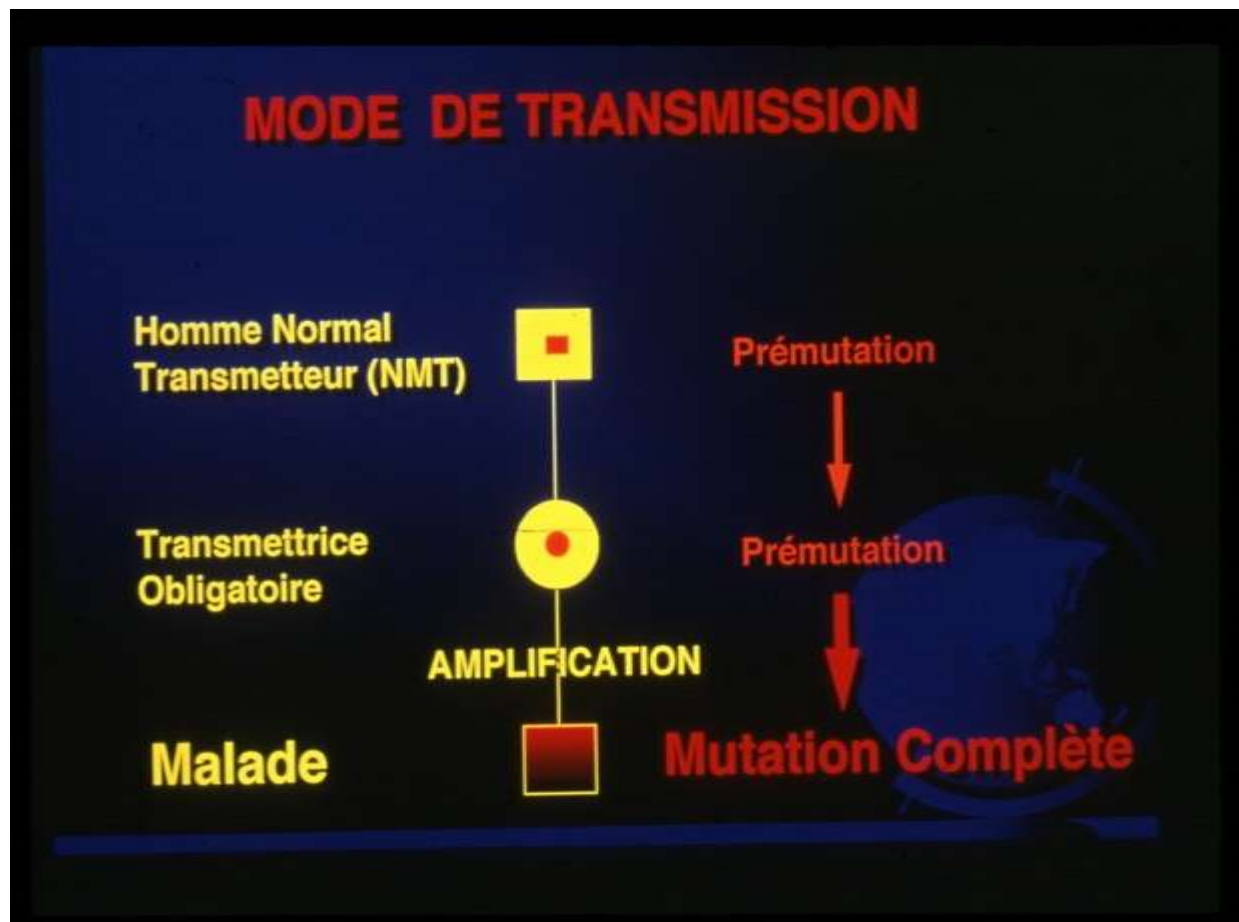 MODE DE TRANSMISSION
Homme Normal
Transmetteur (NMT)
Prémutation
Transmettrice
Obligatoire
Prémutation
AMPLIFICATION
Malade
Mutation Complète